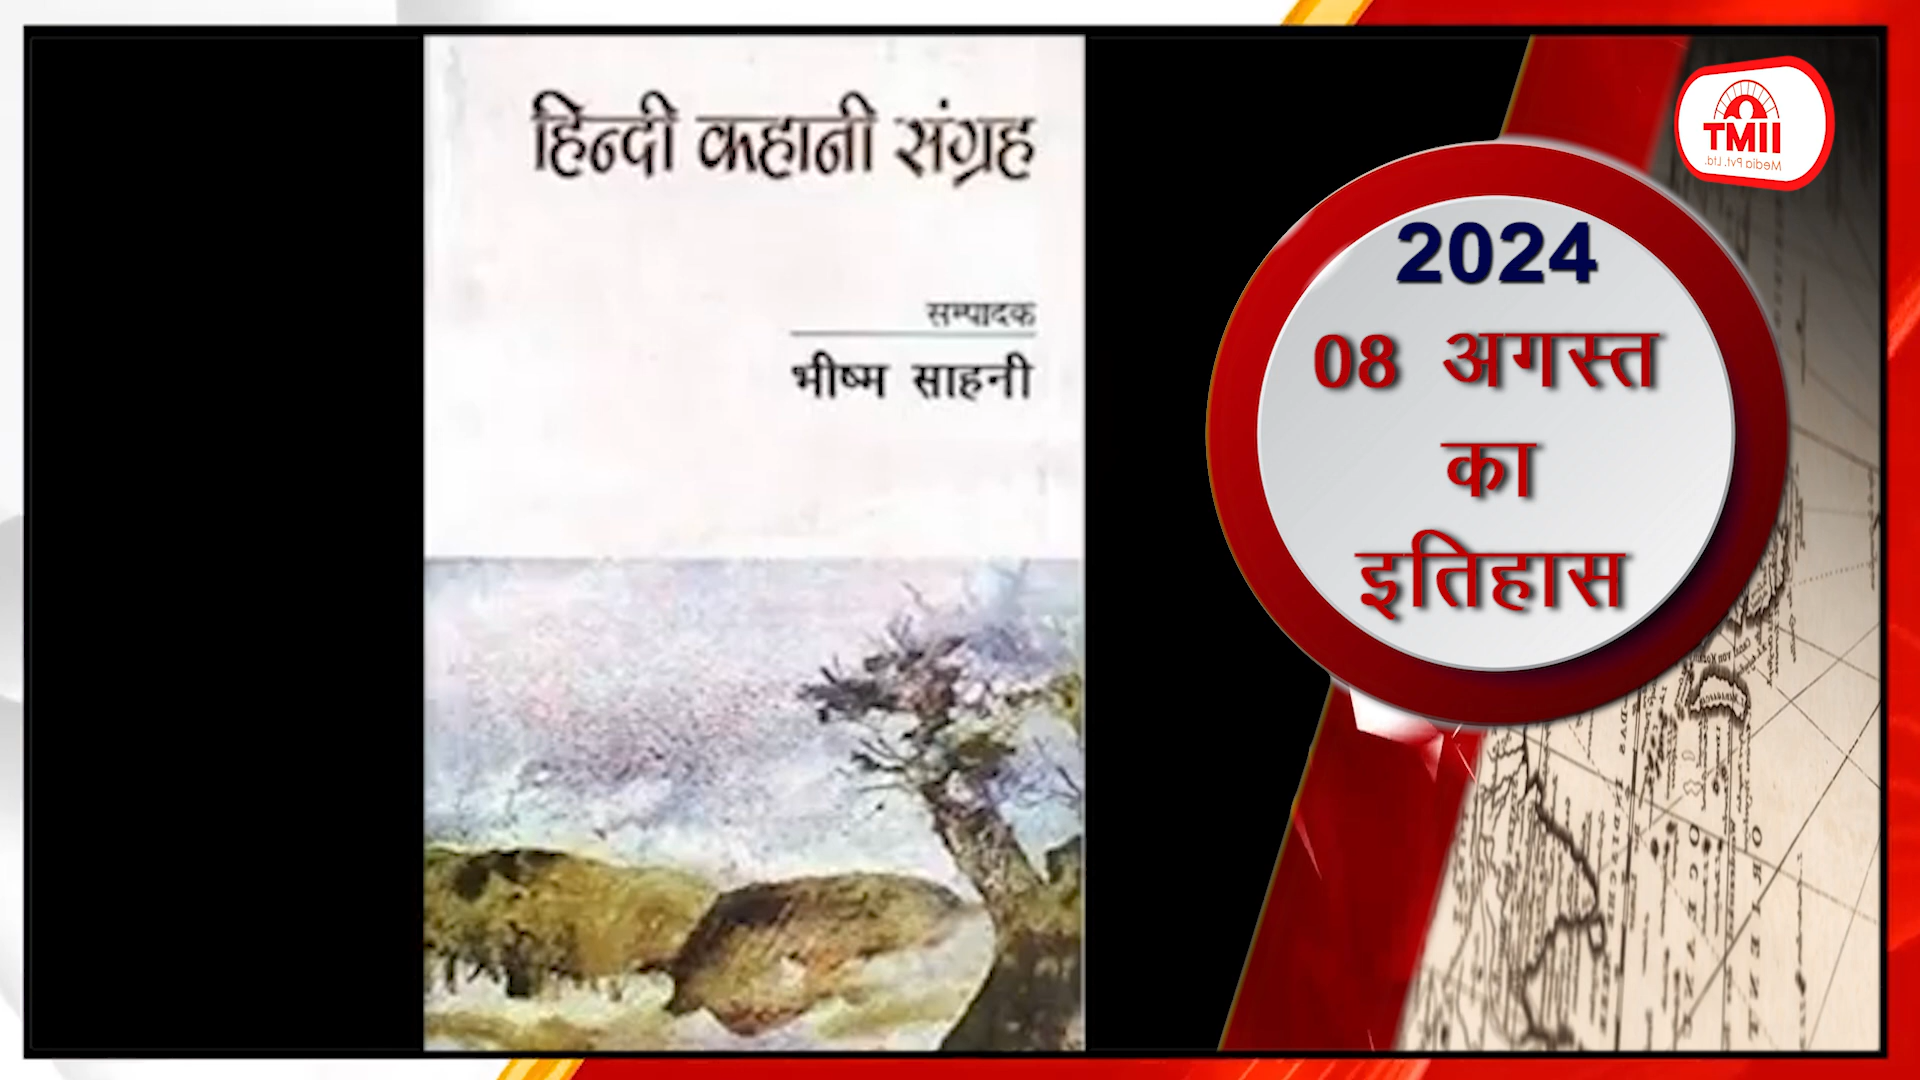 हिन्दी कहानी संग्रह
सम्पादक
भीष्म साहनी
TMII
Media Pvt. Ltd.
2024
08 अगस्त
का
इतिहास